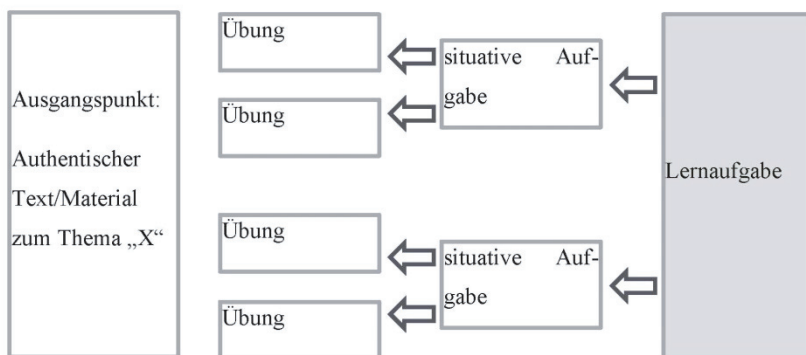 Ausgangspunkt:
Authentischer
Text/Material
zum Thema „X“
Übung
Übung
Übung
Übung
situative Auf-
gabe
situative Auf-
gabe
Lernaufgabe